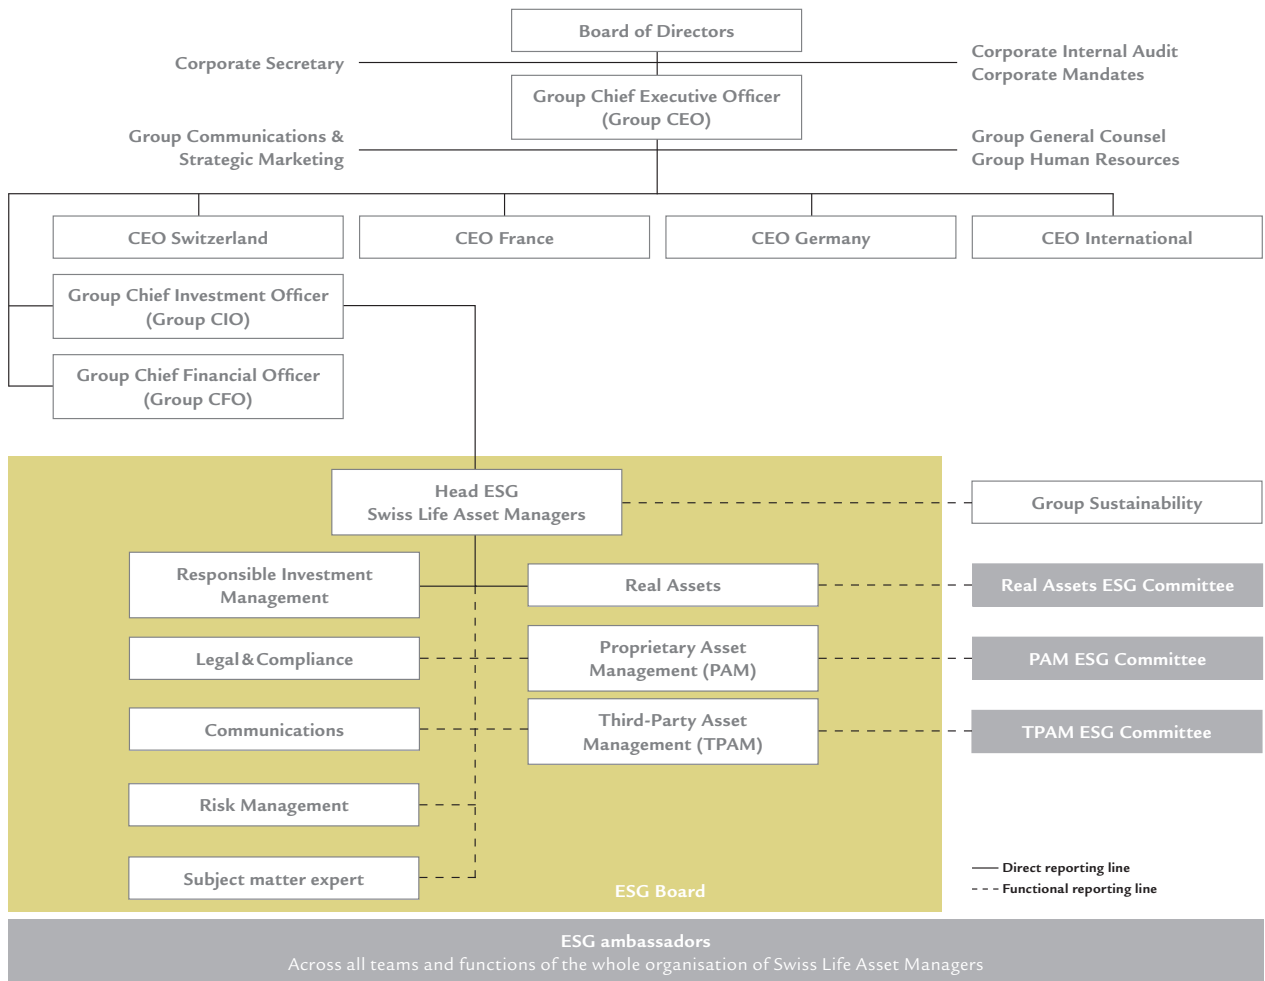 Board of Directors
Corporate Secretary
Corporate Internal Audit
Corporate Mandates
Group Chief Executive Officer
(Group CEO)
Group Communications &
Strategic Marketing
Group General Counsel
Group Human Resources
CEO Switzerland
CEO France
CEO Germany
CEO International
Group Chief Investment Officer
(Group CIO)
Group Chief Financial Officer
(Group CFO)
Head ESG
Swiss Life Asset Managers
Group Sustainability
Responsible Investment
Management
Real Assets
Real Assets ESG Committee
Legal & Compliance
Proprietary Asset
Management (PAM)
PAM ESG Committee
Communications
Third-Party Asset
Management (TPAM)
TPAM ESG Committee
Risk Management
Subject matter expert
ESG Board
Direct reporting line
Functional reporting line
ESG ambassadors
Across all teams and functions of the whole organisation of Swiss Life Asset Managers